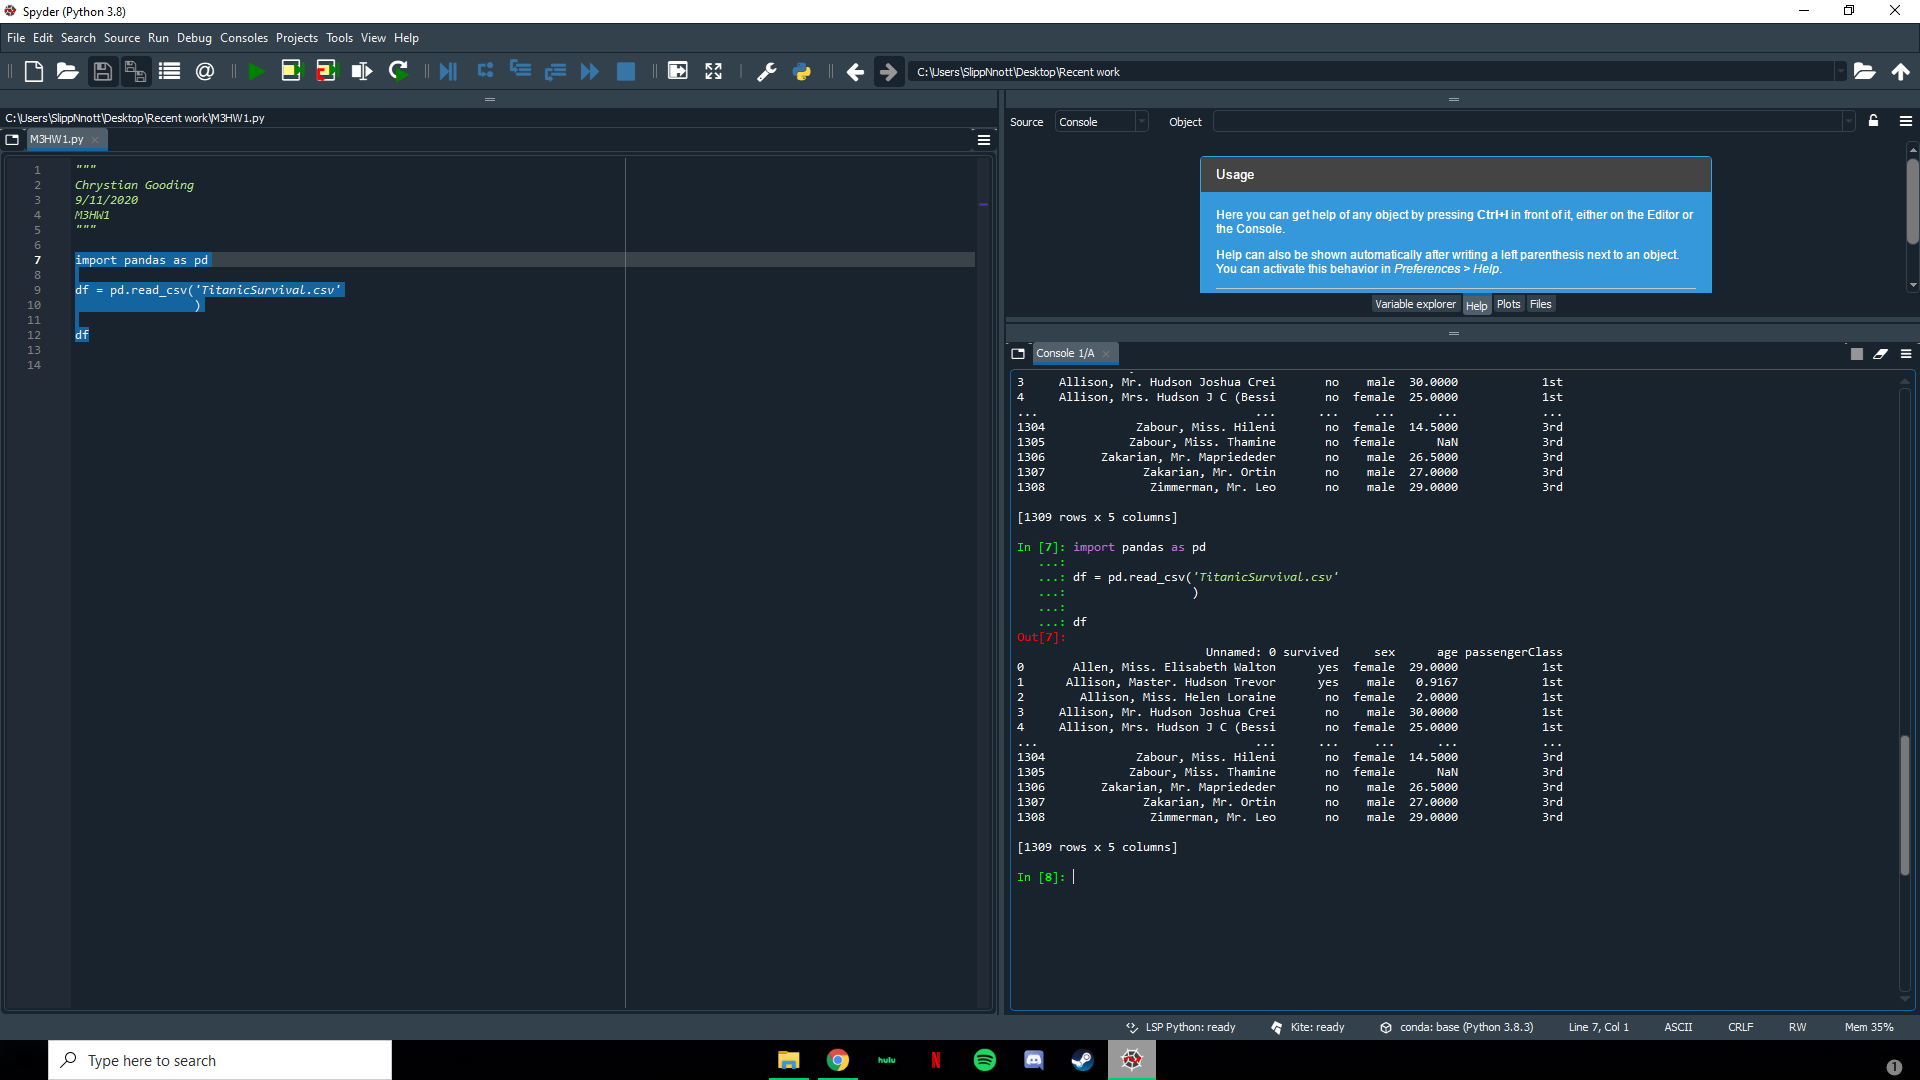 Spyder (Python 3.8)
File Edit Search Source Run Debug Consoles Projects Tools View Help
C:\Users\SlippNnott\Desktop\Recent work
C:\Users\SlippNnott\Desktop\Recent work\M3HW1.py
M3HW1.py
1 """
2 Chrystian Gooding
3 9/11/2020
4 M3HW1
5 """
6
7 import pandas as pd
8
9 df = pd.read_csv('TitanicSurvival.csv'
10 )
11
12 df
13
14
Source Console Object
Usage
Here you can get help of any object by pressing Ctrl+I in front of it, either on the Editor or
the Console.
Help can also be shown automatically after writing a left parenthesis next to an object.
You can activate this behavior in Preferences > Help.
Variable explorer Help Plots Files
Console 1/A
3 Allison, Mr. Hudson Joshua Crei no male 30.0000 1st
4 Allison, Mrs. Hudson J C (Bessi no female 25.0000 1st
... ... ... ... ... ...
1304 Zabour, Miss. Hileni no female 14.5000 3rd
1305 Zabour, Miss. Thamine no female NaN 3rd
1306 Zakarian, Mr. Mapriededer no male 26.5000 3rd
1307 Zakarian, Mr. Ortin no male 27.0000 3rd
1308 Zimmerman, Mr. Leo no male 29.0000 3rd
[1309 rows x 5 columns]
In [7]: import pandas as pd
...:
...: df = pd.read_csv('TitanicSurvival.csv'
...: )
...:
...: df
Out[7]:
Unnamed: 0 survived sex age passengerClass
0 Allen, Miss. Elisabeth Walton yes female 29.0000 1st
1 Allison, Master. Hudson Trevor yes male 0.9167 1st
2 Allison, Miss. Helen Loraine no female 2.0000 1st
3 Allison, Mr. Hudson Joshua Crei no male 30.0000 1st
4 Allison, Mrs. Hudson J C (Bessi no female 25.0000 1st
... ... ... ... ... ...
1304 Zabour, Miss. Hileni no female 14.5000 3rd
1305 Zabour, Miss. Thamine no female NaN 3rd
1306 Zakarian, Mr. Mapriededer no male 26.5000 3rd
1307 Zakarian, Mr. Ortin no male 27.0000 3rd
1308 Zimmerman, Mr. Leo no male 29.0000 3rd
[1309 rows x 5 columns]
In [8]:
LSP Python: ready Kite: ready conda: base (Python 3.8.3) Line 7, Col 1 ASCII CRLF RW Mem 35%
Type here to search
hulu
N
1